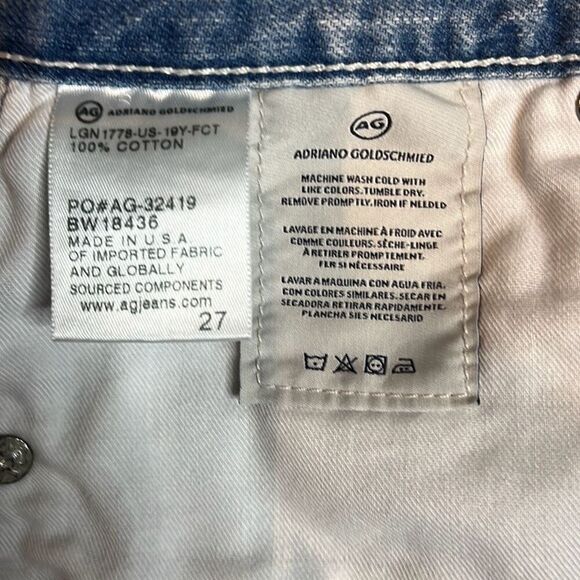 AG ADRIANO GOLDSCHMIED
LGN1778-US-19Y-FCT
100% COTTON
PO#AG-32419
BW18436
MADE IN U.S.A
OF IMPORTED FABRIC
AND GLOBALLY
SOURCED COMPONENTS
www.agjeans.com
27
AG
ADRIANO GOLDSCHMIED
MACHINE WASH COLD WITH
LIKE COLORS. TUMBLE DRY.
REMOVE PROMPTLY. IRON IF NEEDED
LAVAGE EN MACHINE À FROID AVEC
COMME COULEURS. SÈCHE-LINGE
À RETIRER PROMPTEMENT.
FER SI NÉCESSAIRE
LAVAR A MAQUINA CON AGUA FRIA.
CON COLORES SIMILARES. SECAR EN
SECADORA RETIRAR RAPIDAMENTE.
PLANCHA SIES NECESARIO